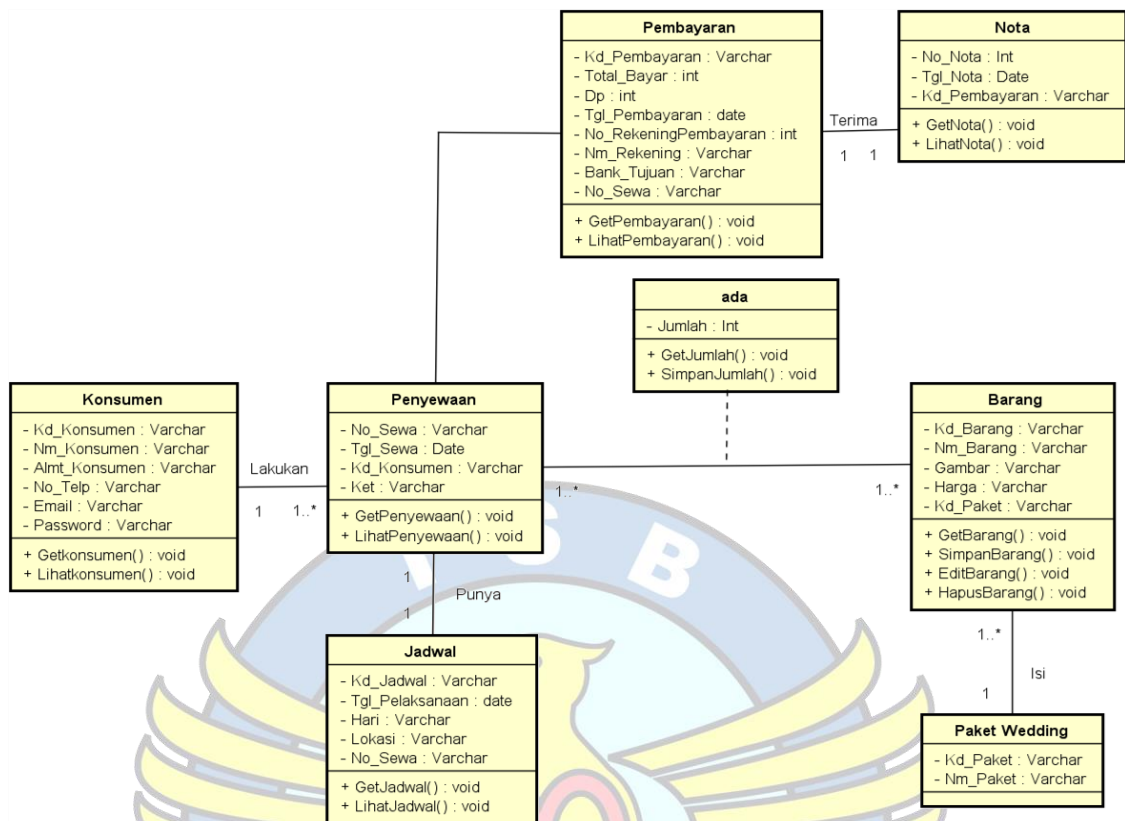 Pembayaran
- Kd_Pembayaran : Varchar
- Total_Bayar : int
- Dp : int
- Tgl_Pembayaran : date
- No_RekeningPembayaran : int
- Nm_Rekening : Varchar
- Bank_Tujuan : Varchar
- No_Sewa : Varchar
+ GetPembayaran() : void
+ LihatPembayaran() : void
Terima
1 1
Nota
- No_Nota : Int
- Tgl_Nota : Date
- Kd_Pembayaran : Varchar
+ GetNota() : void
+ LihatNota() : void
ada
- Jumlah : Int
+ GetJumlah() : void
+ SimpanJumlah() : void
Konsumen
- Kd_Konsumen : Varchar
- Nm_Konsumen : Varchar
- Almt_Konsumen : Varchar
- No_Telp : Varchar
- Email : Varchar
- Password : Varchar
+ Getkonsumen() : void
+ Lihatkonsumen() : void
Lakukan
1 1..*
Penyewaan
- No_Sewa : Varchar
- Tgl_Sewa : Date
- Kd_Konsumen : Varchar
- Ket : Varchar
+ GetPenyewaan() : void
+ LihatPenyewaan() : void
1..* 1..*
Barang
- Kd_Barang : Varchar
- Nm_Barang : Varchar
- Gambar : Varchar
- Harga : Varchar
- Kd_Paket : Varchar
+ GetBarang() : void
+ SimpanBarang() : void
+ EditBarang() : void
+ HapusBarang() : void
1
Punya
1
Jadwal
- Kd_Jadwal : Varchar
- Tgl_Pelaksanaan : date
- Hari : Varchar
- Lokasi : Varchar
- No_Sewa : Varchar
+ GetJadwal() : void
+ LihatJadwal() : void
1..*
Isi
1
Paket Wedding
- Kd_Paket : Varchar
- Nm_Paket : Varchar
S B